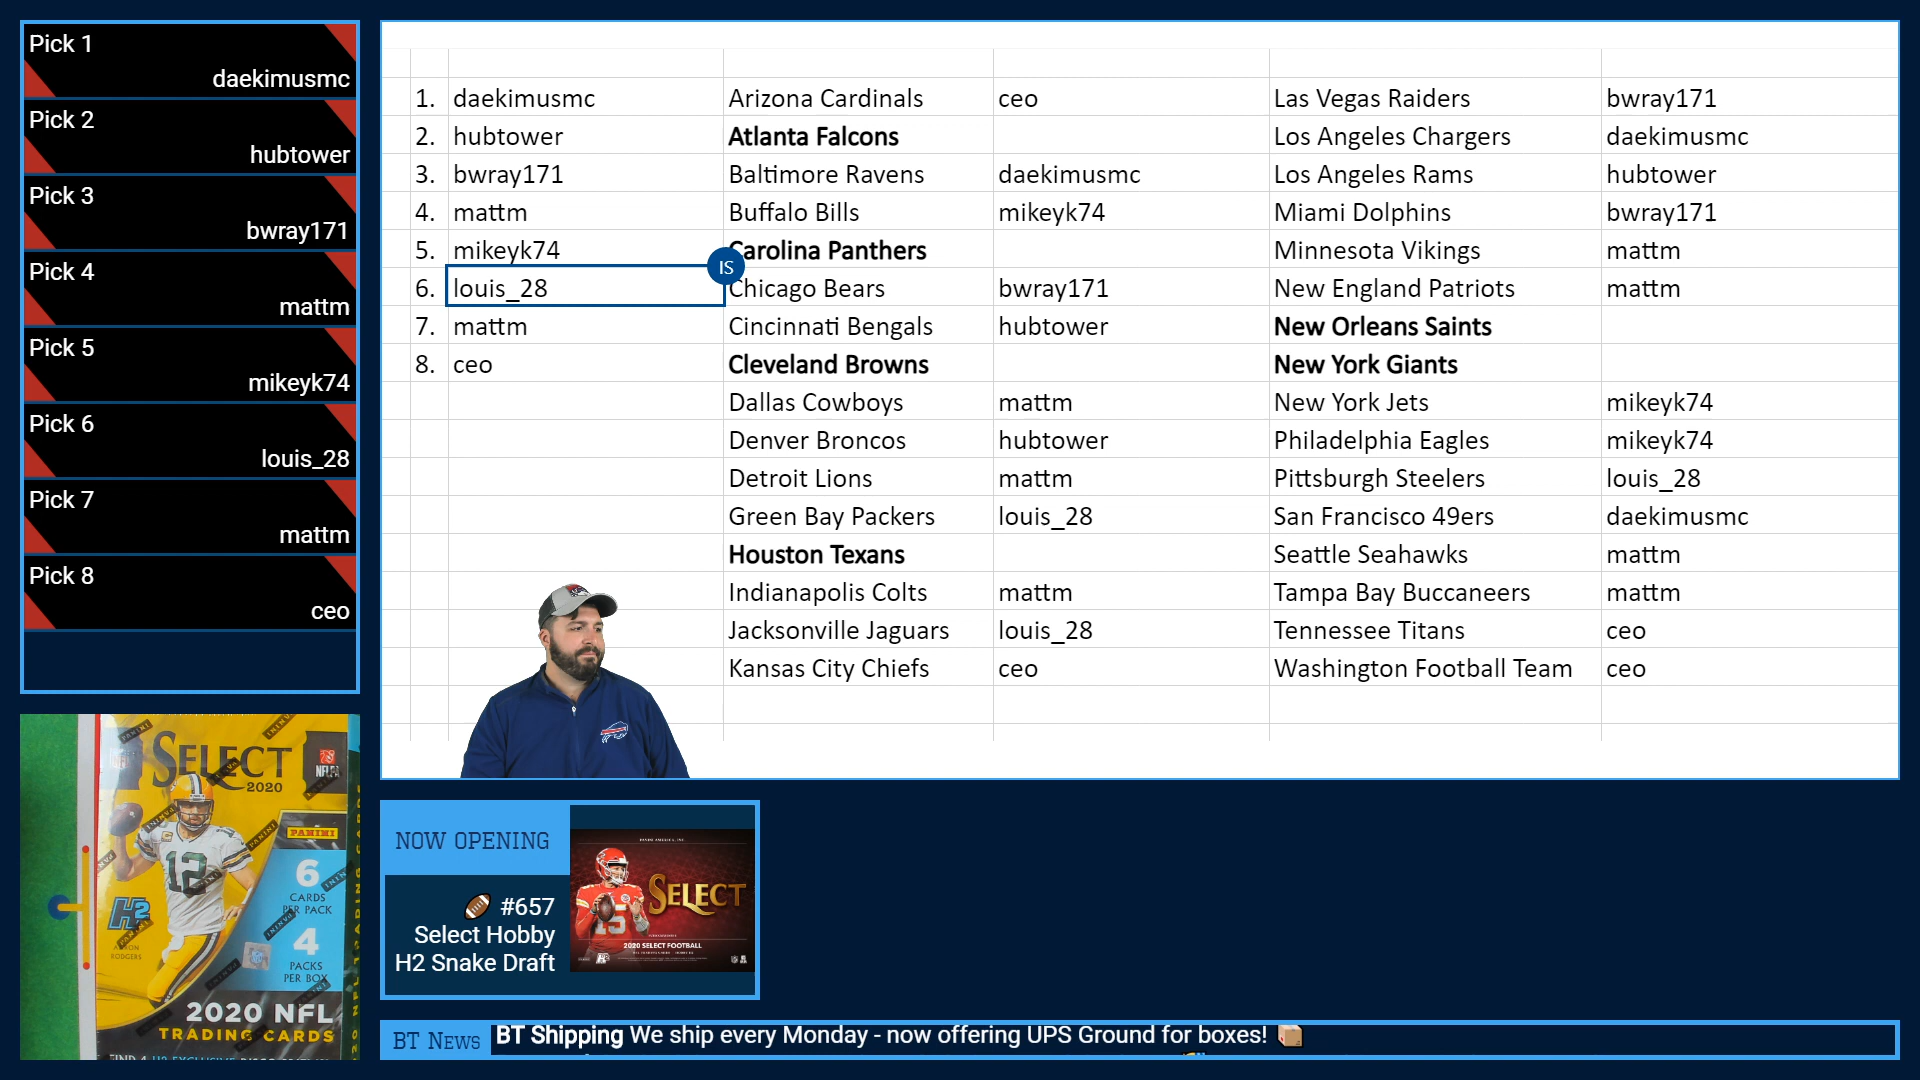 Pick 1
daekimusmc
Pick 2
hubtower
Pick 3
bwray171
Pick 4
mattm
Pick 5
mikeyk74
Pick 6
louis_28
Pick 7
mattm
Pick 8
ceo
1. daekimusmc Arizona Cardinals ceo Las Vegas Raiders bwray171
2. hubtower Atlanta Falcons Los Angeles Chargers daekimusmc
3. bwray171 Baltimore Ravens daekimusmc Los Angeles Rams hubtower
4. mattm Buffalo Bills mikeyk74 Miami Dolphins bwray171
5. mikeyk74 Carolina Panthers Minnesota Vikings mattm
IS
6. louis_28 Chicago Bears bwray171 New England Patriots mattm
7. mattm Cincinnati Bengals hubtower New Orleans Saints
8. ceo Cleveland Browns New York Giants
Dallas Cowboys mattm New York Jets mikeyk74
Denver Broncos hubtower Philadelphia Eagles mikeyk74
Detroit Lions mattm Pittsburgh Steelers louis_28
Green Bay Packers louis_28 San Francisco 49ers daekimusmc
Houston Texans Seattle Seahawks mattm
Indianapolis Colts mattm Tampa Bay Buccaneers mattm
Jacksonville Jaguars louis_28 Tennessee Titans ceo
Kansas City Chiefs ceo Washington Football Team ceo
SELECT
2020
PANINI
12
6
CARDS
PER PACK
4
PACKS
PER BOX
H2
AARON
RODGERS
2020 NFL
TRADING CARDS
NOW OPENING
#657
Select Hobby
H2 Snake Draft
SELECT
15
2020 SELECT FOOTBALL
BT NEWS
BT Shipping We ship every Monday - now offering UPS Ground for boxes!